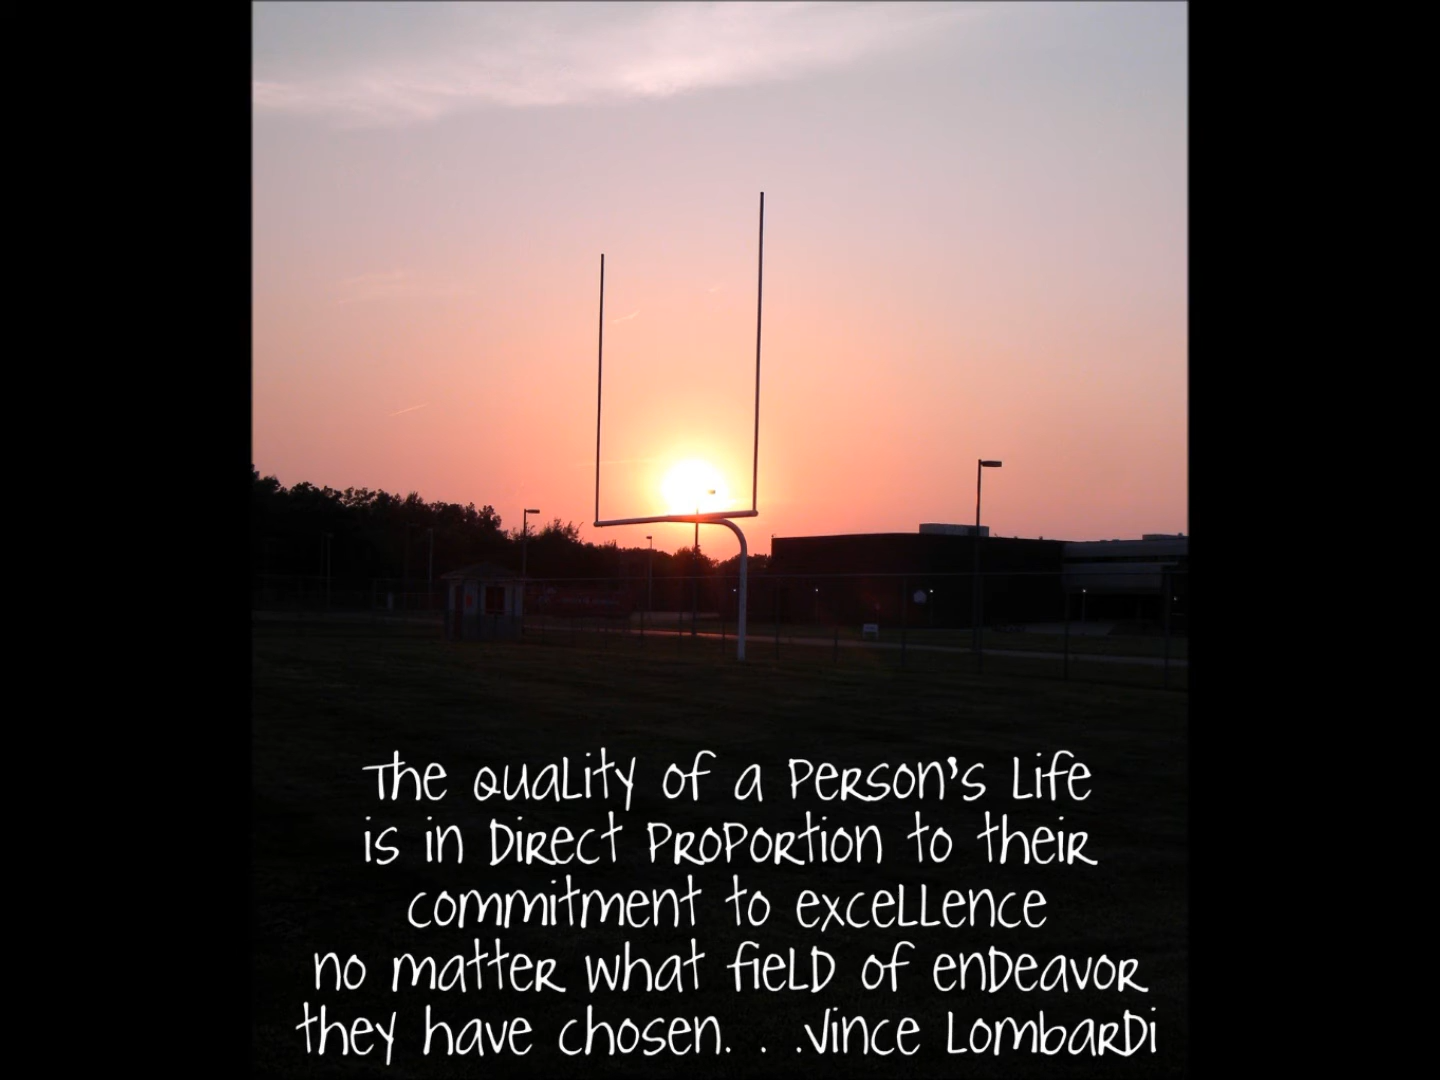 The quality of a person's life
is in direct proportion to their
commitment to excellence
no matter what field of endeavor
they have chosen. . .Vince Lombardi